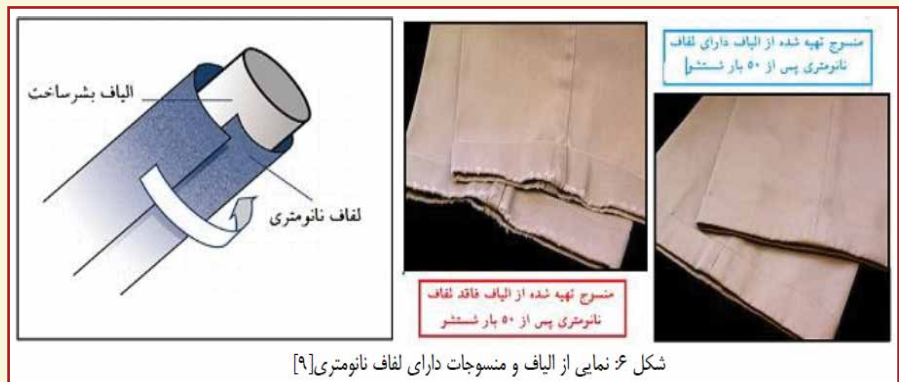 الیاف بشرساخت
لفاف نانومتری
منسوج تهیه شده از الیاف فاقد لفاف
نانومتری پس از ۵۰ بار شستشو
منسوج تهیه شده از الیاف دارای لفاف
نانومتری پس از ۵۰ بار شستشو
شکل ۶: نمایی از الیاف و منسوجات دارای لفاف نانومتری[۹]